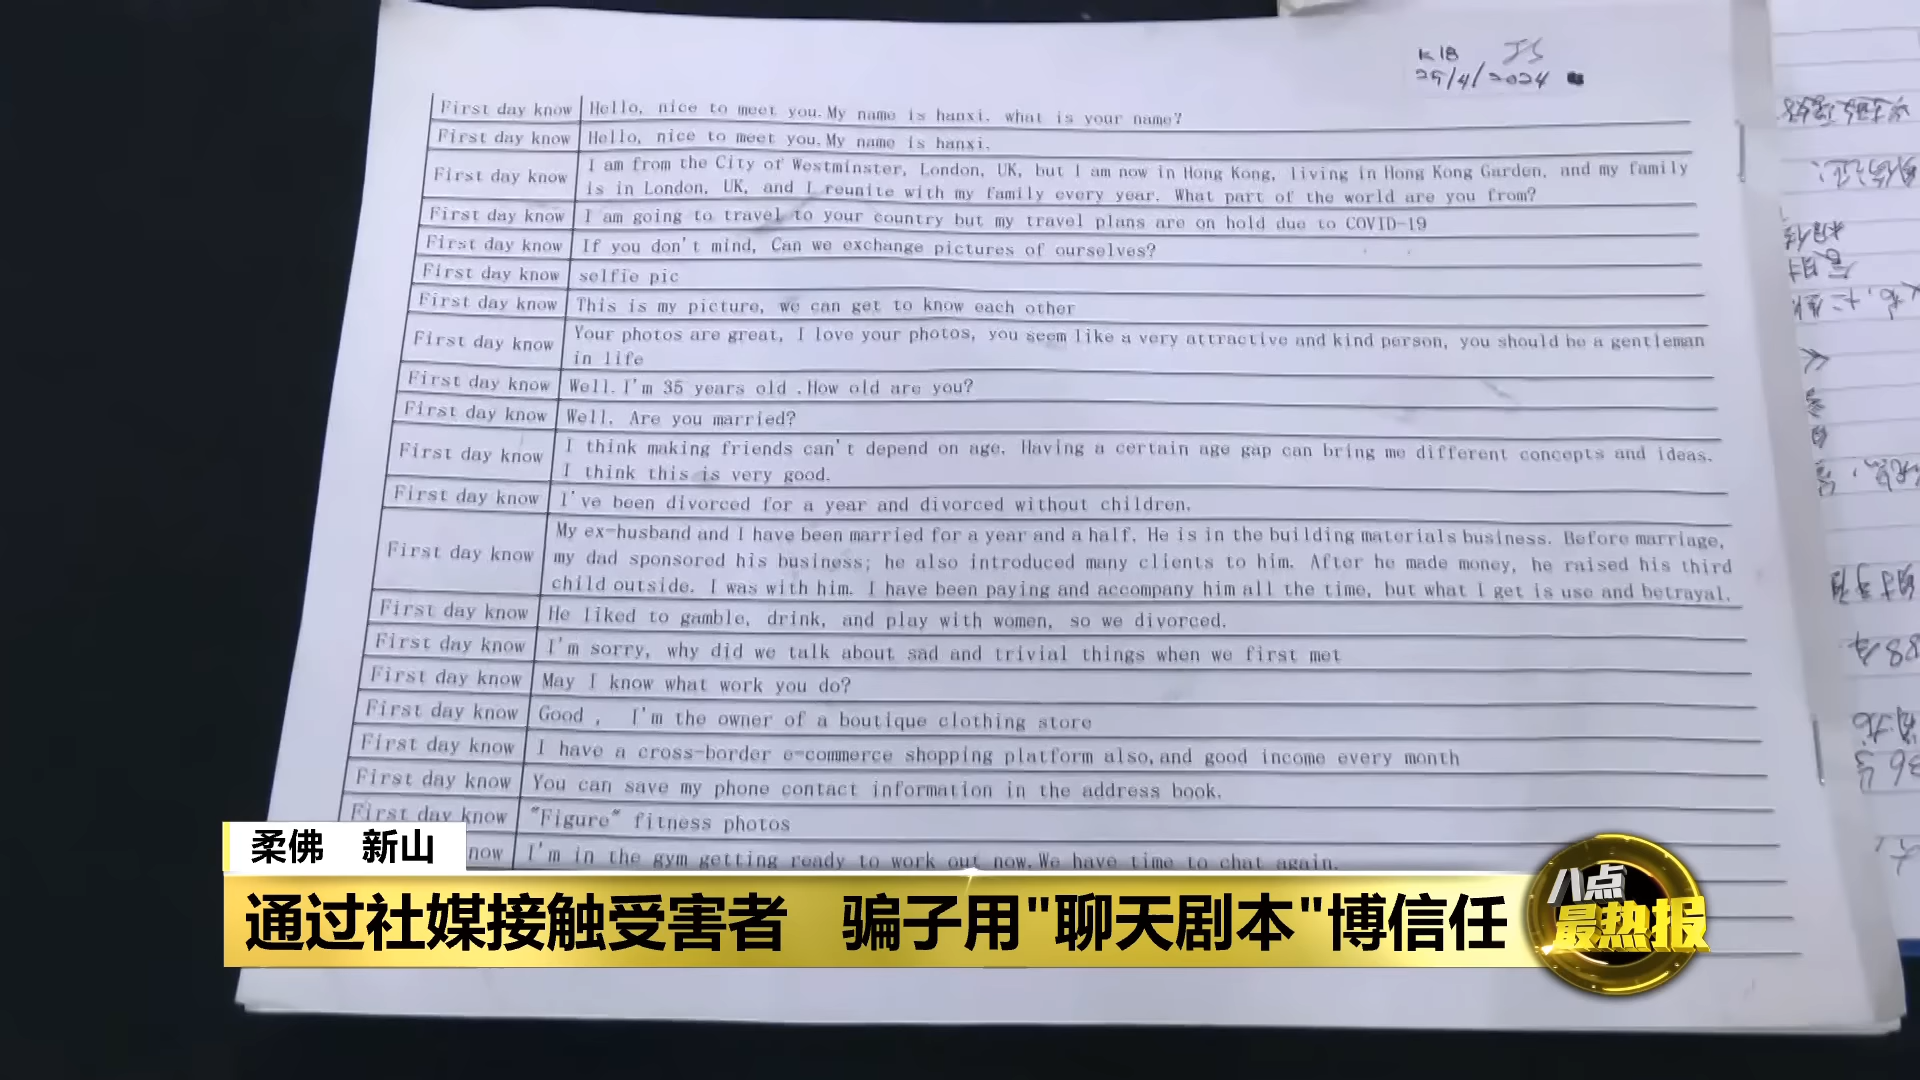 K18 JS
29/4/2024
First day know Hello, nice to meet you.My name is hanxi. what is your name?
First day know Hello, nice to meet you.My name is hanxi.
First day know I am from the City of Westminster, London, UK, but I am now in Hong Kong, living in Hong Kong Garden, and my family
is in London, UK, and I reunite with my family every year. What part of the world are you from?
First day know I am going to travel to your country but my travel plans are on hold due to COVID-19
First day know If you don't mind, Can we exchange pictures of ourselves?
First day know selfie pic
First day know This is my picture, we can get to know each other
First day know Your photos are great, I love your photos, you seem like a very attractive and kind person, you should be a gentleman
in life
First day know Well.I'm 35 years old .How old are you?
First day know Well, Are you married?
First day know I think making friends can't depend on age. Having a certain age gap can bring me different concepts and ideas.
I think this is very good.
First day know I've been divorced for a year and divorced without children.
First day know My ex-husband and I have been married for a year and a half. He is in the building materials business. Before marriage,
my dad sponsored his business; he also introduced many clients to him. After he made money, he raised his third
child outside. I was with him. I have been paying and accompany him all the time, but what I get is use and betrayal.
First day know He liked to gamble, drink, and play with women, so we divorced.
First day know I'm sorry, why did we talk about sad and trivial things when we first met
First day know May I know what work you do?
First day know Good , I'm the owner of a boutique clothing store
First day know I have a cross-border e-commerce shopping platform also,and good income every month
First day know You can save my phone contact information in the address book.
First day know "Figure" fitness photos
know I'm in the gym getting ready to work out now.We have time to chat again.
柔佛 新山
通过社媒接触受害者 骗子用"聊天剧本"博信任
八点
最热报